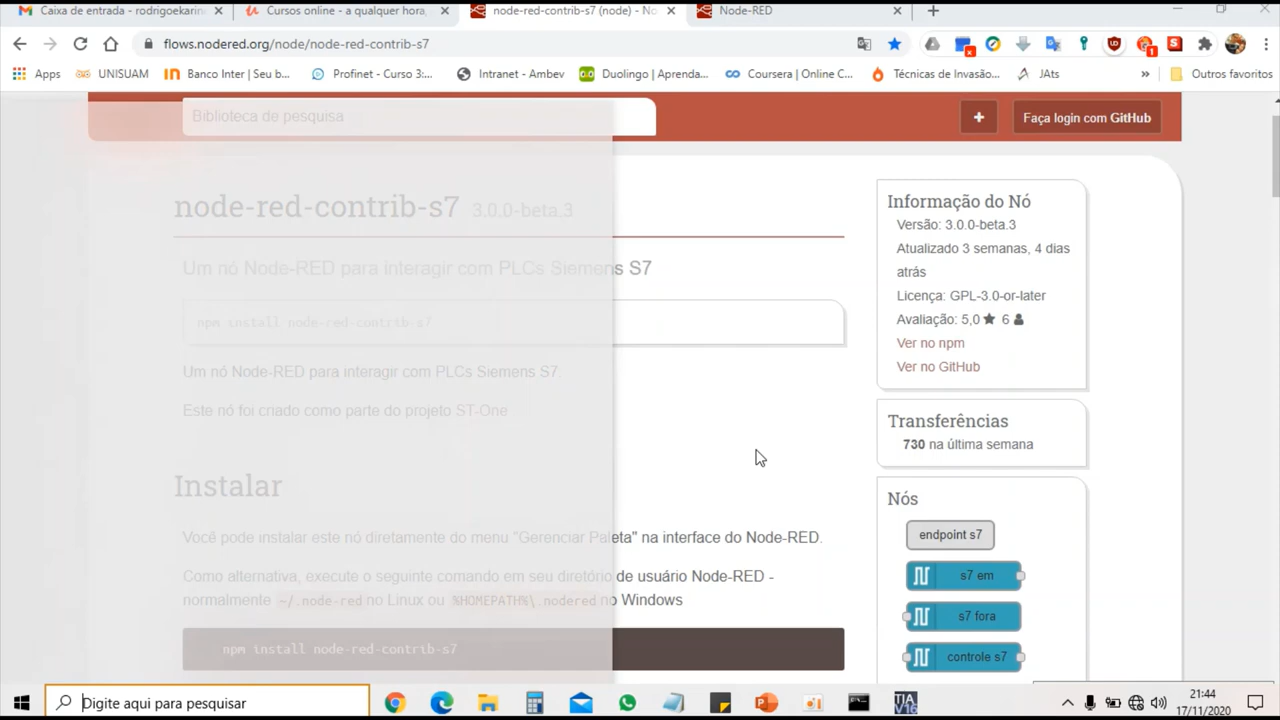 Caixa de entrada - rodrigoekarin
Cursos online - a qualquer hora,
node-red-contrib-s7 (node) - No
Node-RED
flows.nodered.org/node/node-red-contrib-s7
Apps
UNISUAM
Banco Inter | Seu b...
Profinet - Curso 3:...
Intranet - Ambev
Duolingo | Aprenda...
Coursera | Online C...
Técnicas de Invasão...
JAts
»
Outros favoritos
Biblioteca de pesquisa
+
Faça login com GitHub
node-red-contrib-s7 3.0.0-beta.3
Um nó Node-RED para interagir com PLCs Siemens S7
npm install node-red-contrib-s7
Um nó Node-RED para interagir com PLCs Siemens S7.
Este nó foi criado como parte do projeto ST-One
Instalar
Você pode instalar este nó diretamente do menu "Gerenciar Paleta" na interface do Node-RED.
Como alternativa, execute o seguinte comando em seu diretório de usuário Node-RED -
normalmente ~/.node-red no Linux ou %HOMEPATH%\.nodered no Windows
npm install node-red-contrib-s7
Informação do Nó
Versão: 3.0.0-beta.3
Atualizado 3 semanas, 4 dias
atrás
Licença: GPL-3.0-or-later
Avaliação: 5,0 ★ 6
Ver no npm
Ver no GitHub
Transferências
730 na última semana
Nós
endpoint s7
s7 em
s7 fora
controle s7
Digite aqui para pesquisar
TIA
V16
21:44
17/11/2020